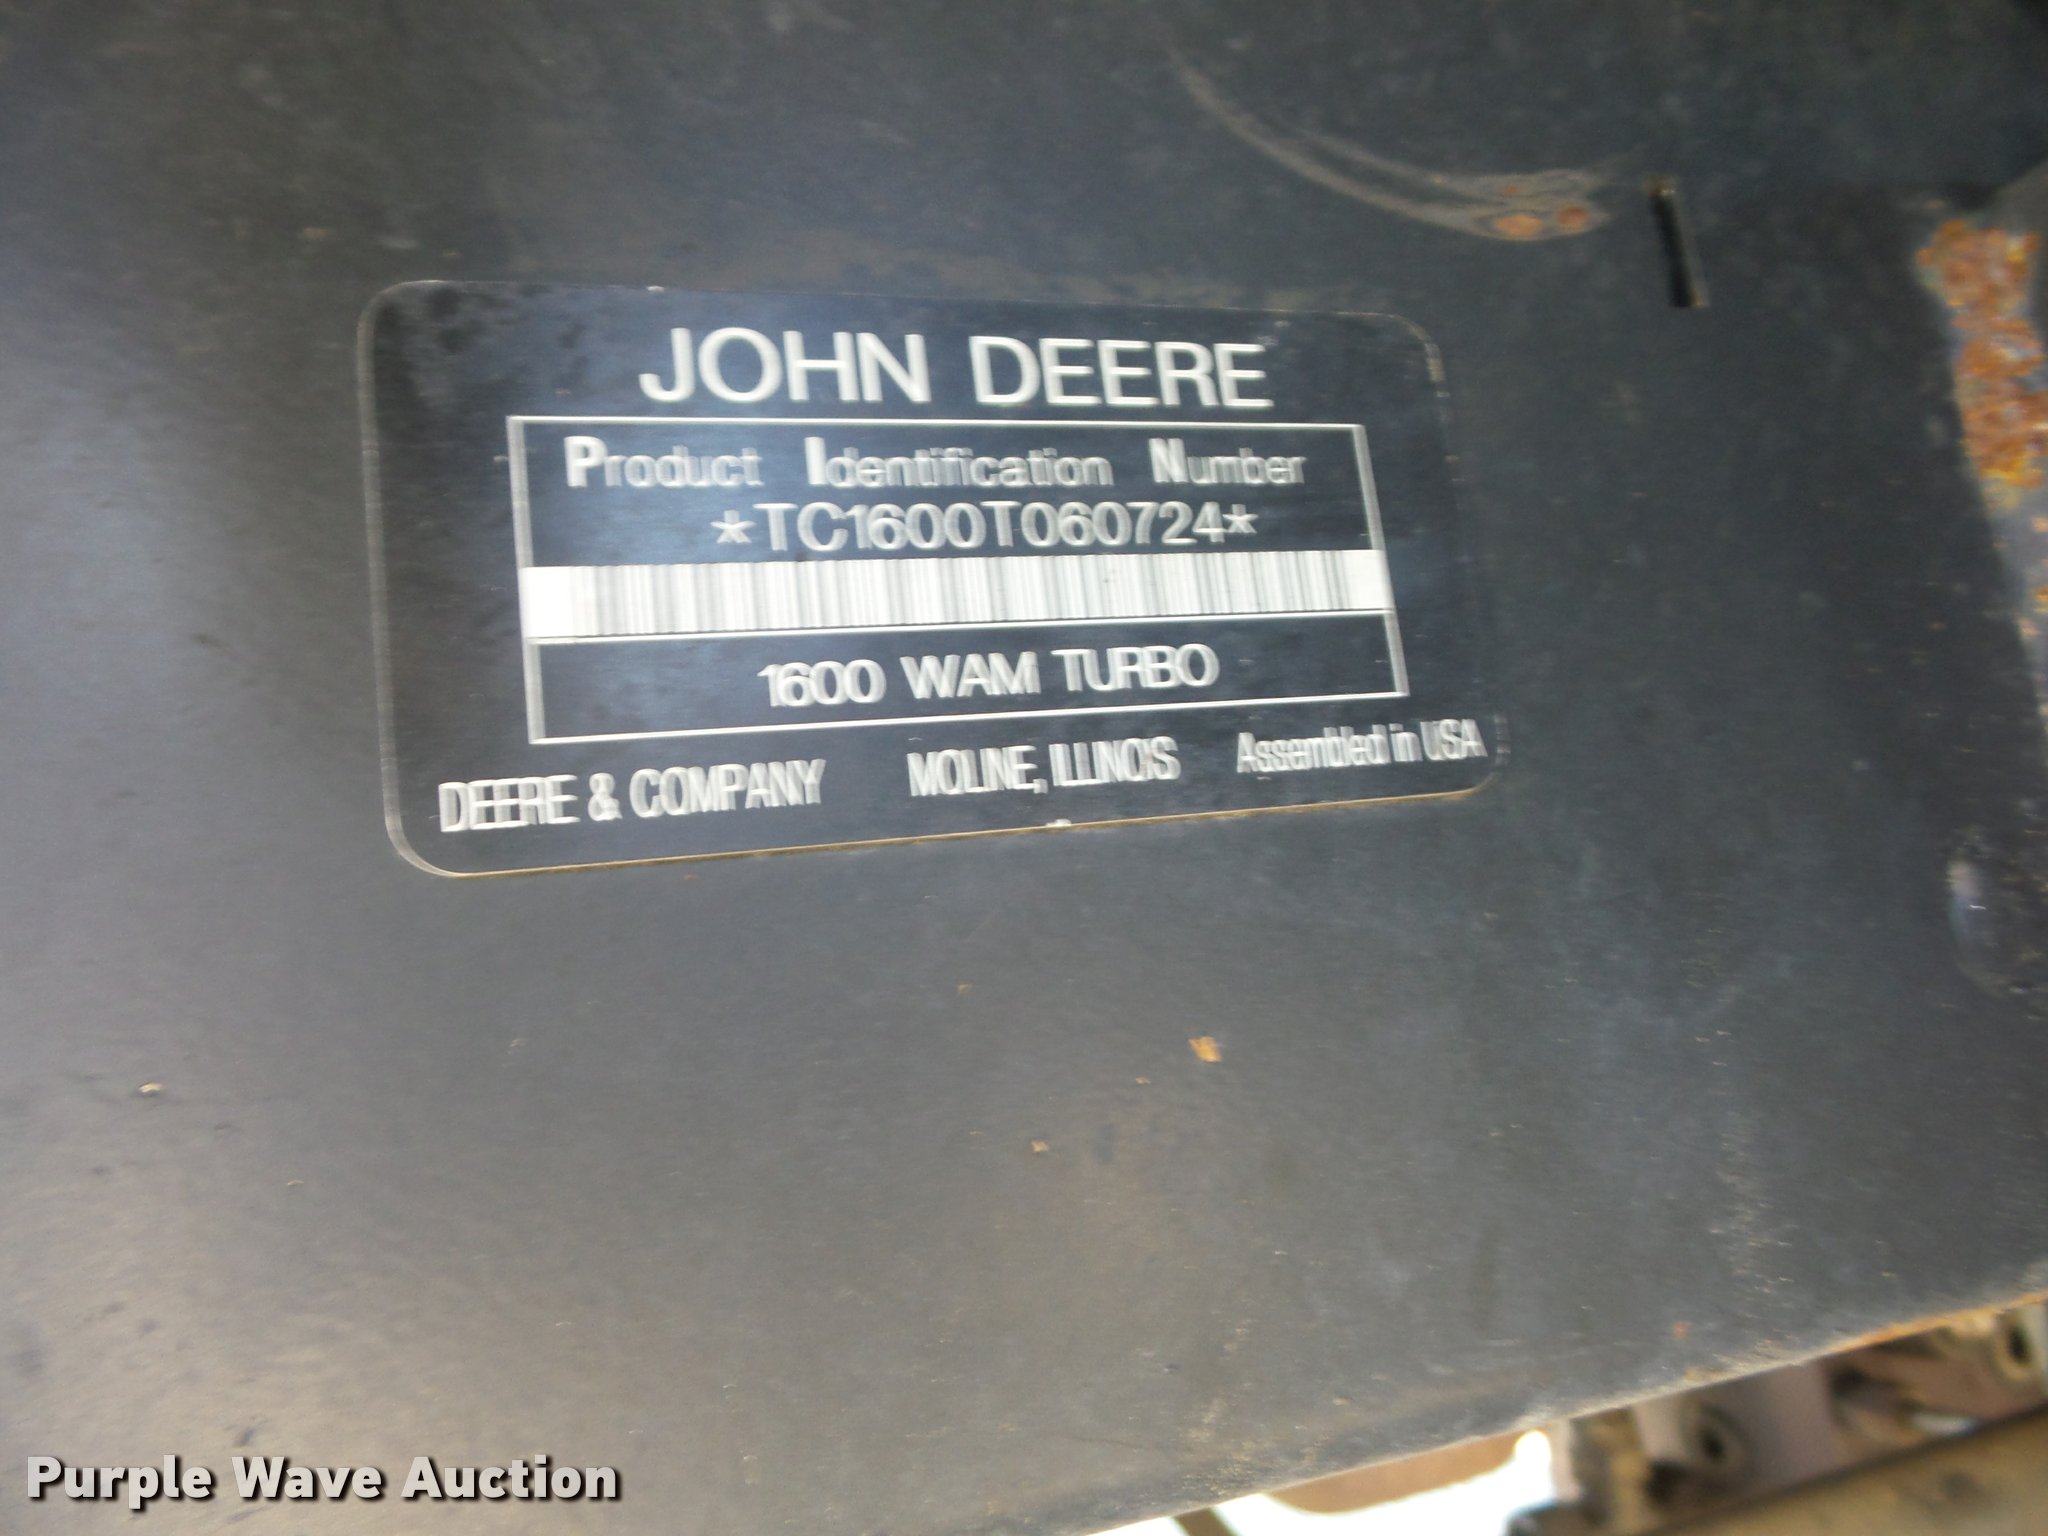 JOHN DEERE
Product Identification Number
*TC1600T060724*
1600 WAM TURBO
DEERE & COMPANY MOLINE, ILLINOIS Assembled in USA
Purple Wave Auction